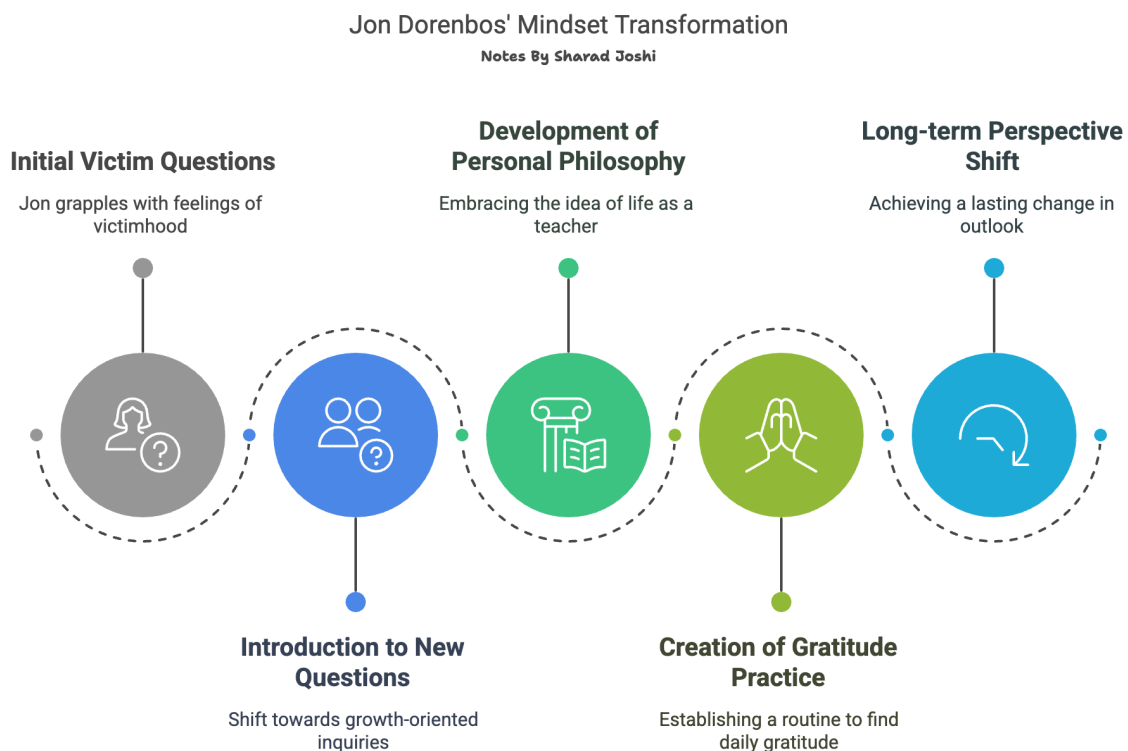 Jon Dorenbos' Mindset Transformation
Notes By Sharad Joshi
Initial Victim Questions
Jon grapples with feelings of
victimhood
Development of
Personal Philosophy
Embracing the idea of life as a
teacher
Long-term Perspective
Shift
Achieving a lasting change in
outlook
?
?
Introduction to New
Questions
Shift towards growth-oriented
inquiries
Creation of Gratitude
Practice
Establishing a routine to find
daily gratitude